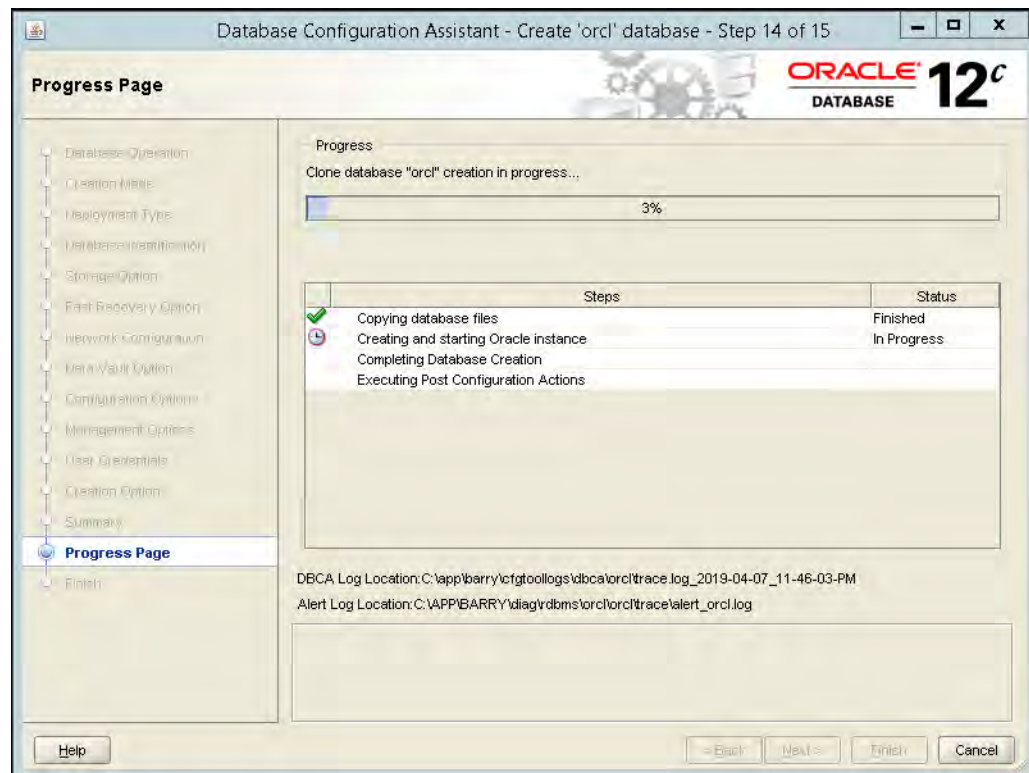 Database Configuration Assistant - Create 'orcl' database - Step 14 of 15
Progress Page
ORACLE
DATABASE
12c
Database Operation
Creation Mode
Deployment Type
Database Identification
Storage Option
Fast Recovery Option
Network Configuration
Data Vault Option
Configuration Options
Management Options
User Credentials
Creation Option
Summary
Progress Page
Finish
Progress
Clone database "orcl" creation in progress...
3%
Steps Status
Copying database files Finished
Creating and starting Oracle instance In Progress
Completing Database Creation
Executing Post Configuration Actions
DBCA Log Location:C:\app\barry\cfgtoollogs\dbca\orcl\trace.log_2019-04-07_11-46-03-PM
Alert Log Location:C:\APP\BARRY\diag\rdbms\orcl\orcl\trace\alert_orcl.log
Help < Back Next > Finish Cancel